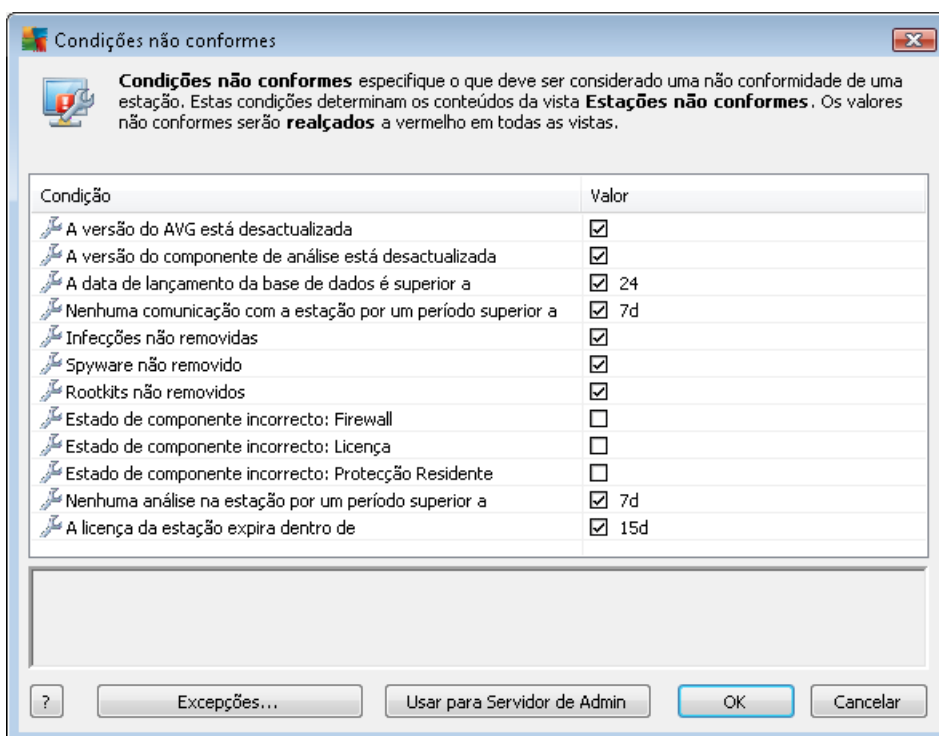 Condições não conformes
Condições não conformes especifique o que deve ser considerado uma não conformidade de uma
estação. Estas condições determinam os conteúdos da vista Estações não conformes. Os valores
não conformes serão realçados a vermelho em todas as vistas.
Condição Valor
A versão do AVG está desactualizada
A versão do componente de análise está desactualizada
A data de lançamento da base de dados é superior a 24
Nenhuma comunicação com a estação por um período superior a 7d
Infecções não removidas
Spyware não removido
Rootkits não removidos
Estado de componente incorrecto: Firewall
Estado de componente incorrecto: Licença
Estado de componente incorrecto: Protecção Residente
Nenhuma análise na estação por um período superior a 7d
A licença da estação expira dentro de 15d
? Excepções... Usar para Servidor de Admin OK Cancelar